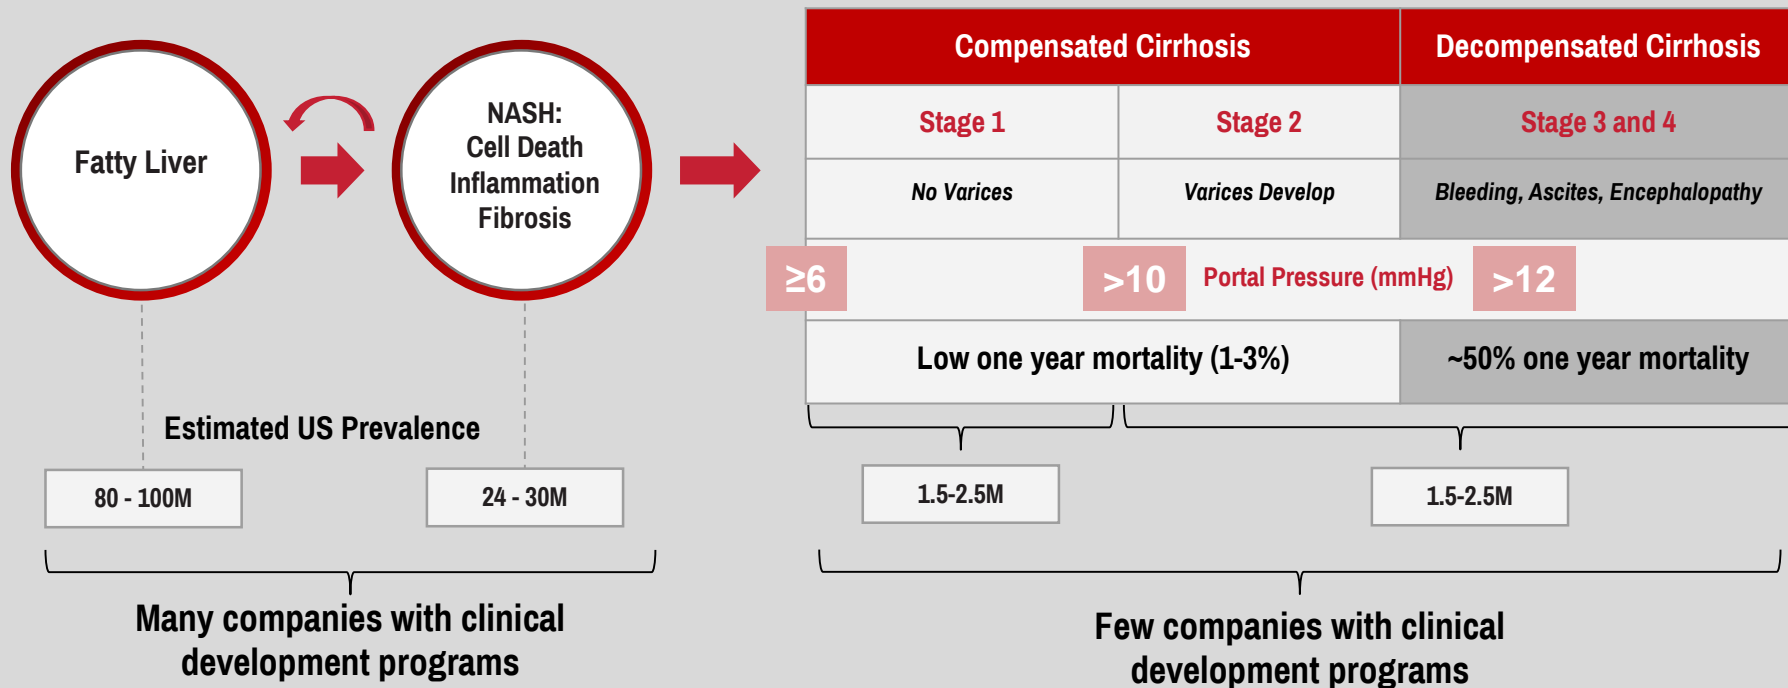 Fatty Liver
NASH:
Cell Death
Inflammation
Fibrosis
Compensated Cirrhosis
Decompensated Cirrhosis
Stage 1
Stage 2
Stage 3 and 4
No Varices
Varices Develop
Bleeding, Ascites, Encephalopathy
≥6
>10
Portal Pressure (mmHg)
>12
Low one year mortality (1-3%)
~50% one year mortality
Estimated US Prevalence
80 - 100M
24 - 30M
1.5-2.5M
1.5-2.5M
Many companies with clinical
development programs
Few companies with clinical
development programs